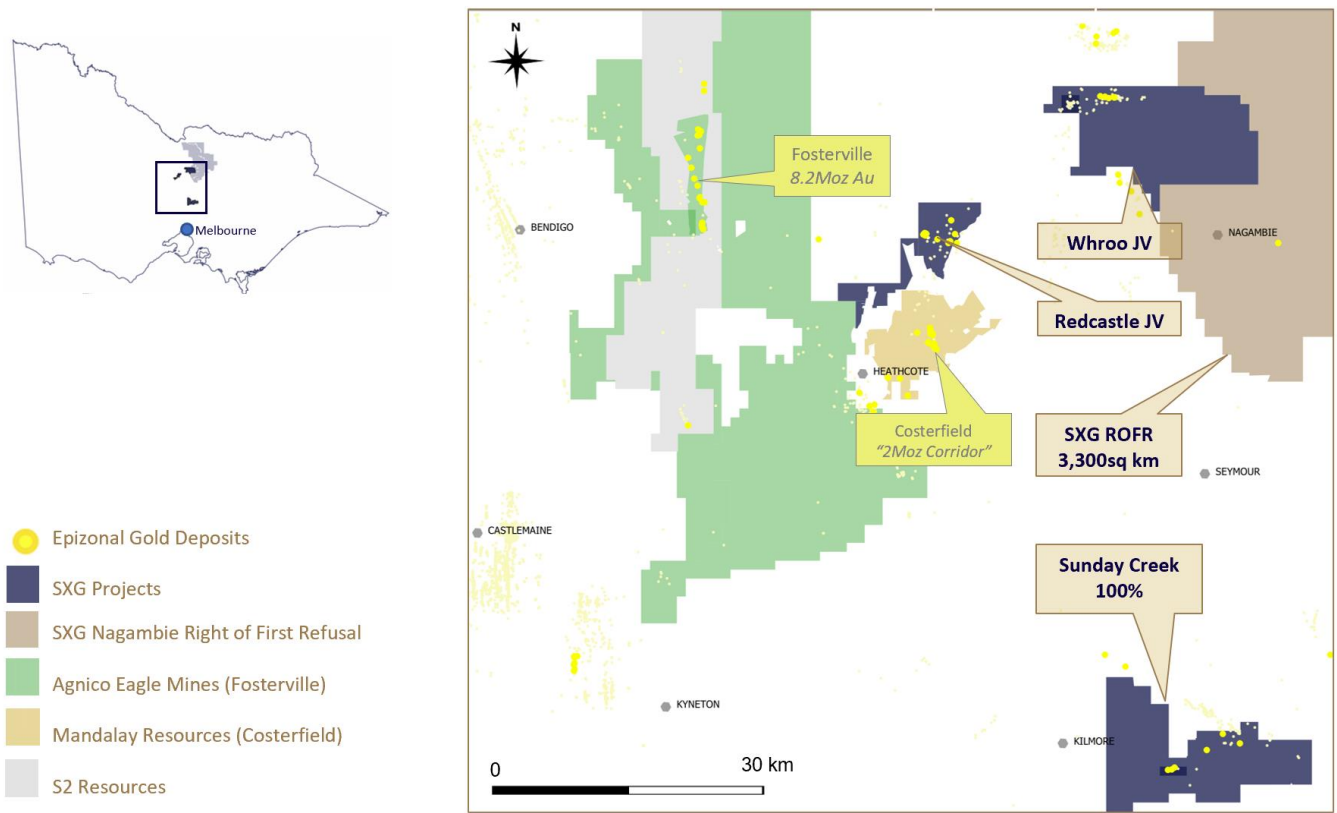 Melbourne
Epizonal Gold Deposits
SXG Projects
SXG Nagambie Right of First Refusal
Agnico Eagle Mines (Fosterville)
Mandalay Resources (Costerfield)
S2 Resources
N
Fosterville
8.2Moz Au
BENDIGO
Whroo JV
NAGAMBIE
Redcastle JV
HEATHCOTE
Costerfield
“2Moz Corridor”
SXG ROFR
3,300sq km
SEYMOUR
CASTLEMAINE
Sunday Creek
100%
KYNETON
KILMORE
0
30 km